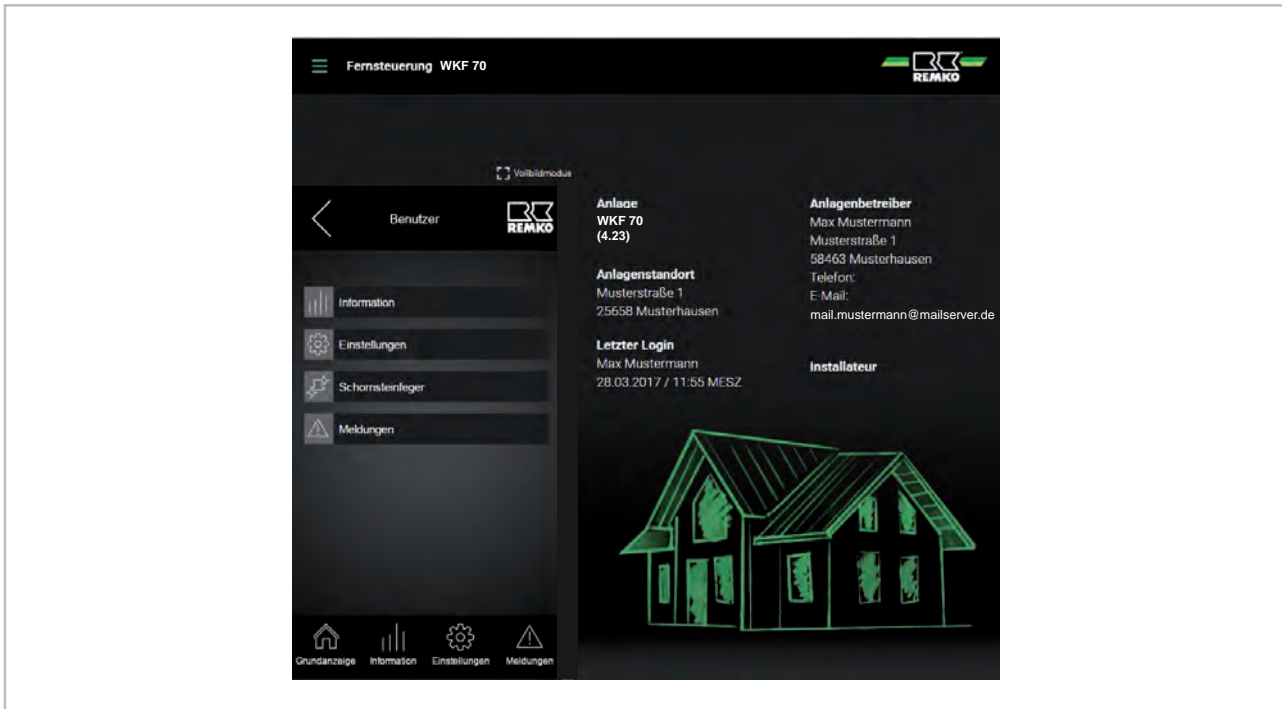 Fernsteuerung WKF 70
REMKO
Vollbildmodus
Benutzer
REMKO
Information
Einstellungen
Schornsteinfeger
Meldungen
Grundanzeige Information Einstellungen Meldungen
Anlage
WKF 70
(4.23)
Anlagenstandort
Musterstraße 1
25658 Musterhausen
Letzter Login
Max Mustermann
28.03.2017 / 11:55 MESZ
Anlagenbetreiber
Max Mustermann
Musterstraße 1
58463 Musterhausen
Telefon:
E-Mail:
mail.mustermann@mailserver.de
Installateur